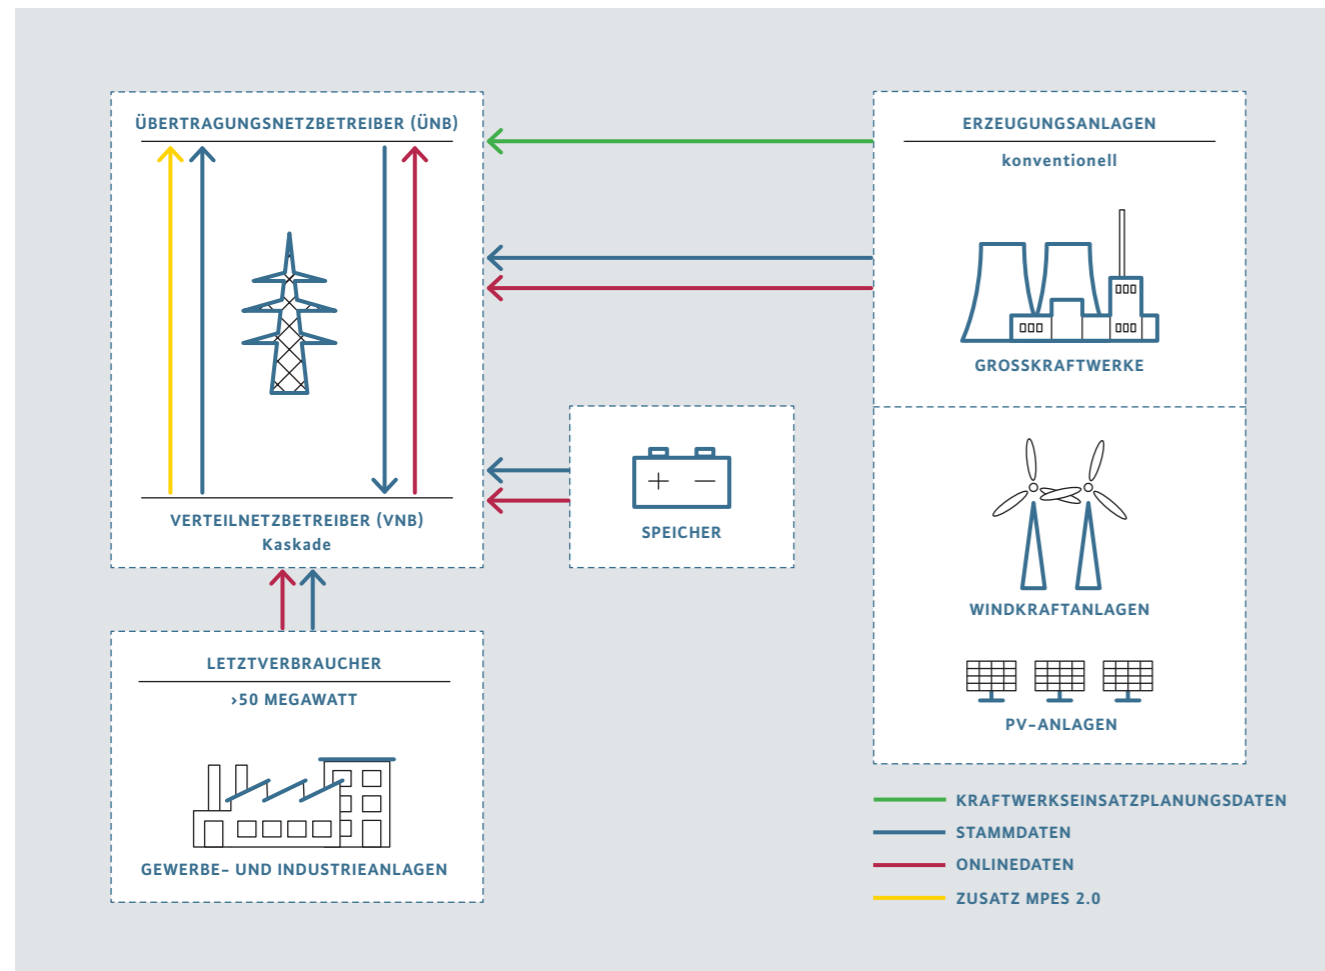 ÜBERTRAGUNGSNETZBETREIBER (ÜNB)
VERTEILNETZBETREIBER (VNB)
Kaskade
LETZTVERBRAUCHER
>50 MEGAWATT
GEWERBE– UND INDUSTRIEANLAGEN
+ –
SPEICHER
ERZEUGUNGSANLAGEN
konventionell
GROSSKRAFTWERKE
WINDKRAFTANLAGEN
PV–ANLAGEN
KRAFTWERKSEINSATZPLANUNGSDATEN
STAMMDATEN
ONLINEDATEN
ZUSATZ MPES 2.0